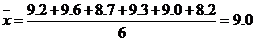 x̄ = (9.2+9.6+8.7+9.3+9.0+8.2)/6 = 9.0